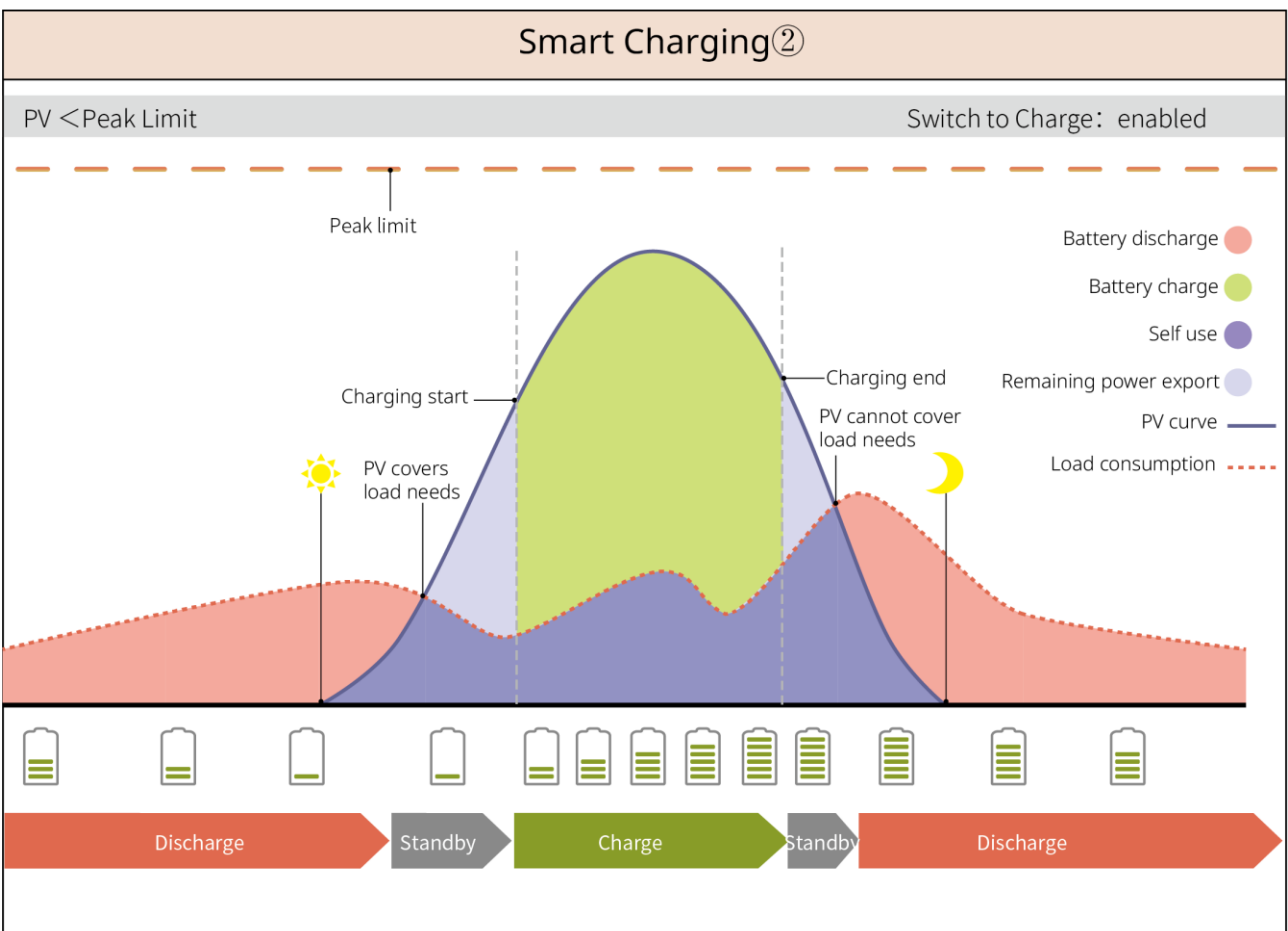 Smart Charging②
PV ＜Peak Limit
Switch to Charge：enabled
Peak limit
Battery discharge
Battery charge
Self use
Remaining power export
PV curve
Load consumption
Charging start
Charging end
PV cannot cover
load needs
PV covers
load needs
Discharge
Standby
Charge
Standby
Discharge